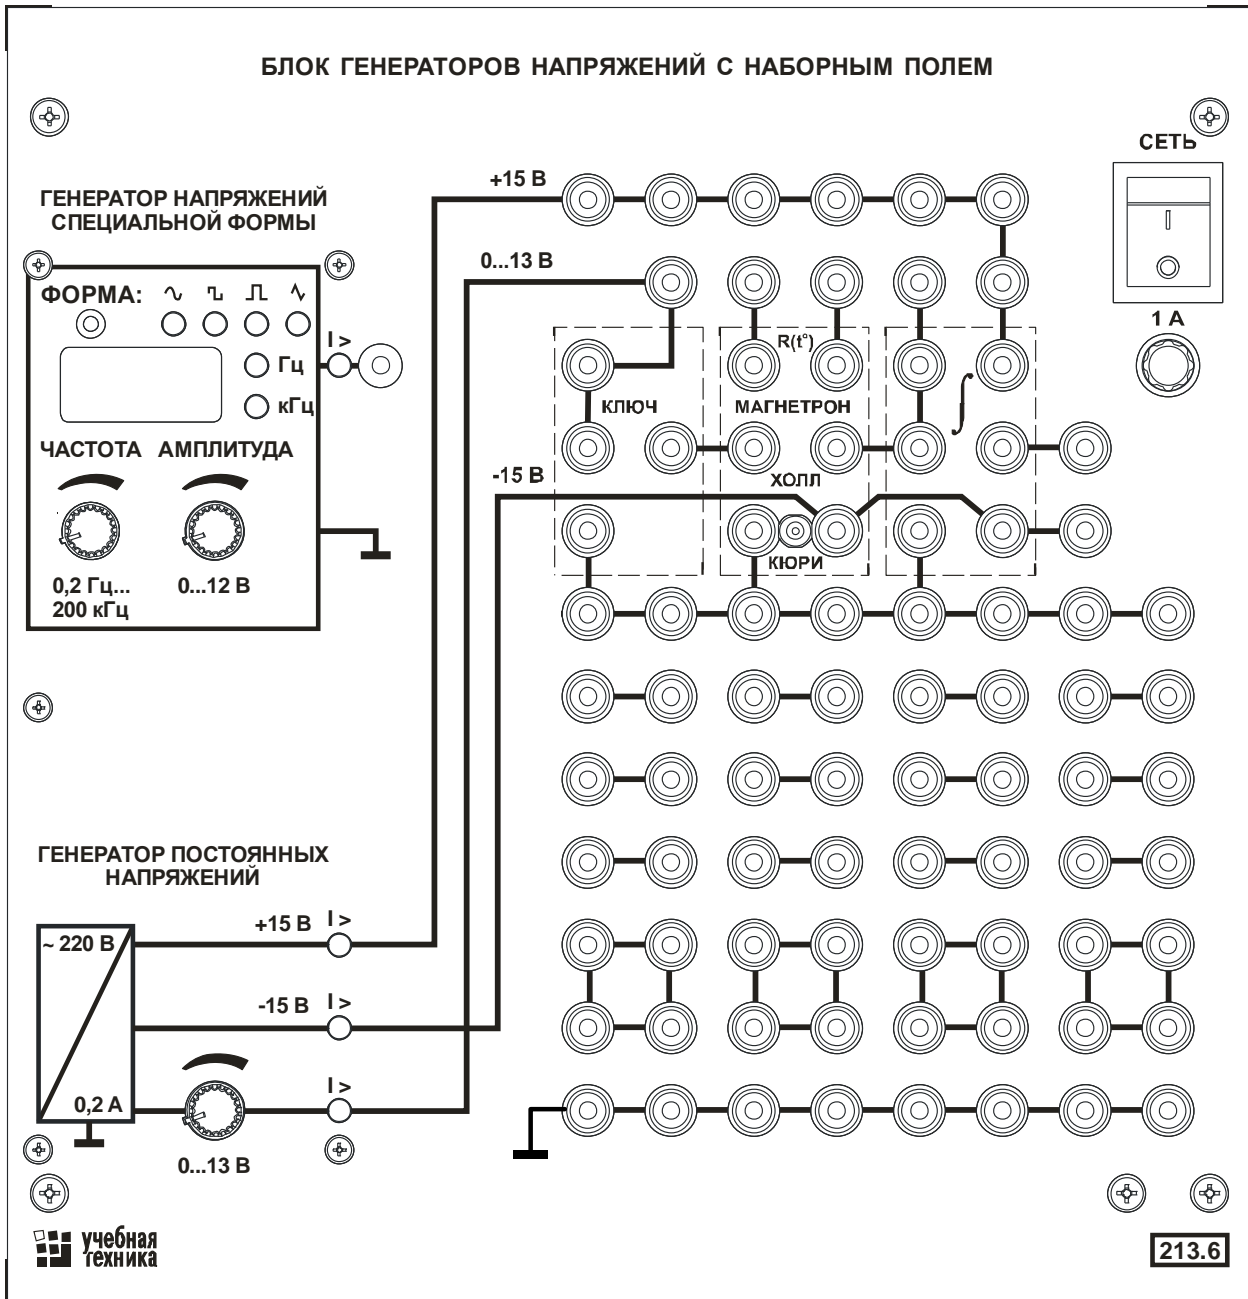 БЛОК ГЕНЕРАТОРОВ НАПРЯЖЕНИЙ С НАБОРНЫМ ПОЛЕМ
СЕТЬ
1 А
ГЕНЕРАТОР НАПРЯЖЕНИЙ
СПЕЦИАЛЬНОЙ ФОРМЫ
ФОРМА:
I >
Гц
кГц
ЧАСТОТА АМПЛИТУДА
0,2 Гц...
200 кГц
0...12 В
+15 В
0...13 В
R(t°)
КЛЮЧ
МАГНЕТРОН
∫
-15 В
ХОЛЛ
КЮРИ
ГЕНЕРАТОР ПОСТОЯННЫХ
НАПРЯЖЕНИЙ
~ 220 В
0,2 А
+15 В I >
-15 В I >
I >
0...13 В
учебная
техника
213.6